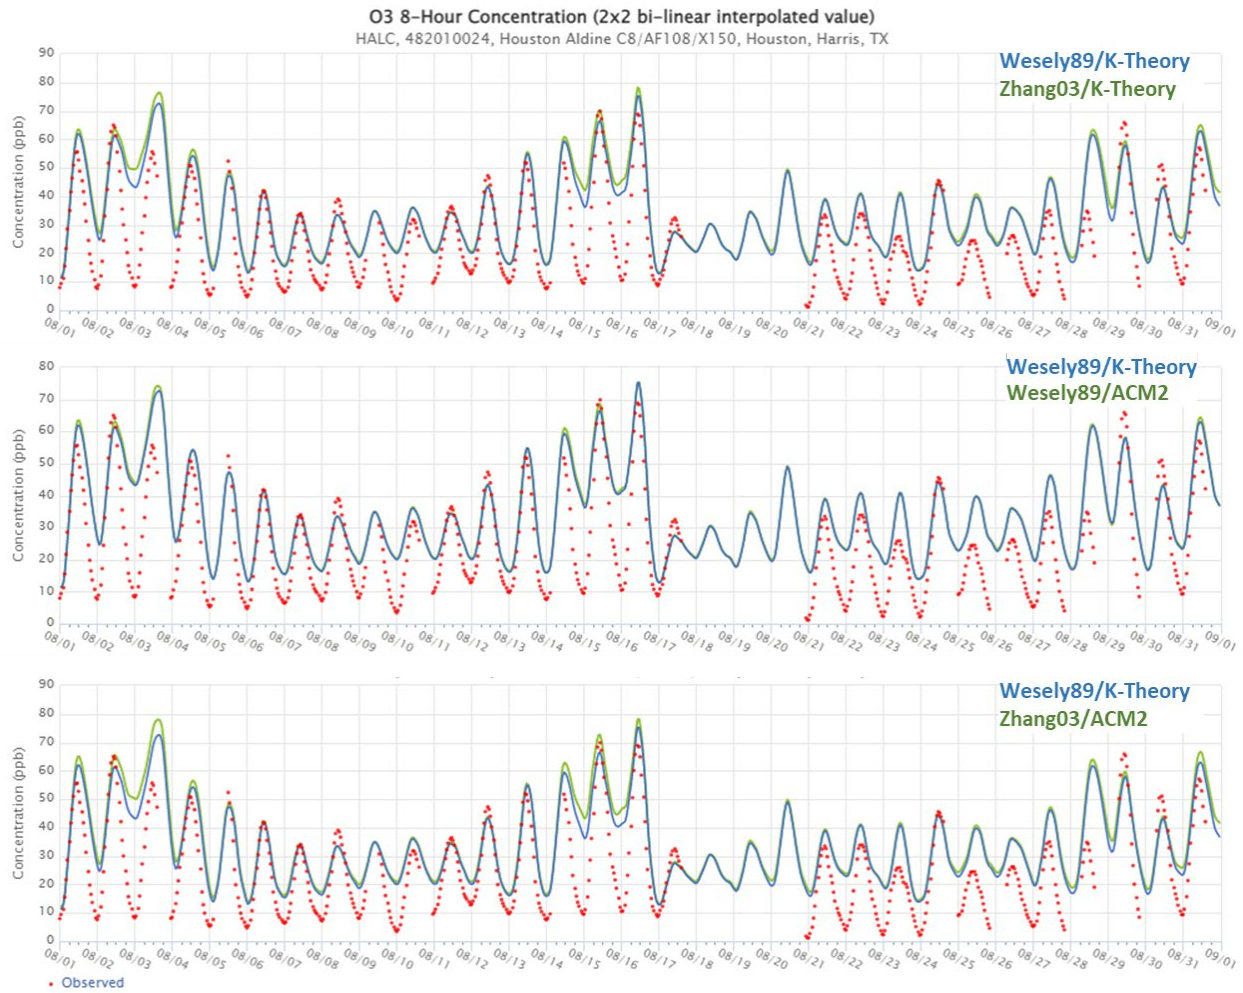 O3 8-Hour Concentration (2x2 bi-linear interpolated value)
HALC, 482010024, Houston Aldine C8/AF108/X150, Houston, Harris, TX
Wesely89/K-Theory
Zhang03/K-Theory
Concentration (ppb)
90
80
70
60
50
40
30
20
10
0
08/01 08/02 08/03 08/04 08/05 08/06 08/07 08/08 08/09 08/10 08/11 08/12 08/13 08/14 08/15 08/16 08/17 08/18 08/19 08/20 08/21 08/22 08/23 08/24 08/25 08/26 08/27 08/28 08/29 08/30 08/31 09/01
Wesely89/K-Theory
Wesely89/ACM2
Concentration (ppb)
80
70
60
50
40
30
20
10
0
08/01 08/02 08/03 08/04 08/05 08/06 08/07 08/08 08/09 08/10 08/11 08/12 08/13 08/14 08/15 08/16 08/17 08/18 08/19 08/20 08/21 08/22 08/23 08/24 08/25 08/26 08/27 08/28 08/29 08/30 08/31 09/01
Wesely89/K-Theory
Zhang03/ACM2
Concentration (ppb)
90
80
70
60
50
40
30
20
10
0
08/01 08/02 08/03 08/04 08/05 08/06 08/07 08/08 08/09 08/10 08/11 08/12 08/13 08/14 08/15 08/16 08/17 08/18 08/19 08/20 08/21 08/22 08/23 08/24 08/25 08/26 08/27 08/28 08/29 08/30 08/31 09/01
Observed